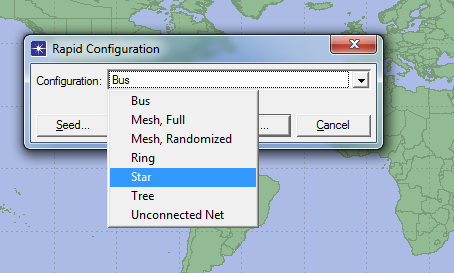 Rapid Configuration
Configuration: Bus
Bus
Mesh, Full
Mesh, Randomized
Ring
Star
Tree
Unconnected Net
Seed... ... Cancel